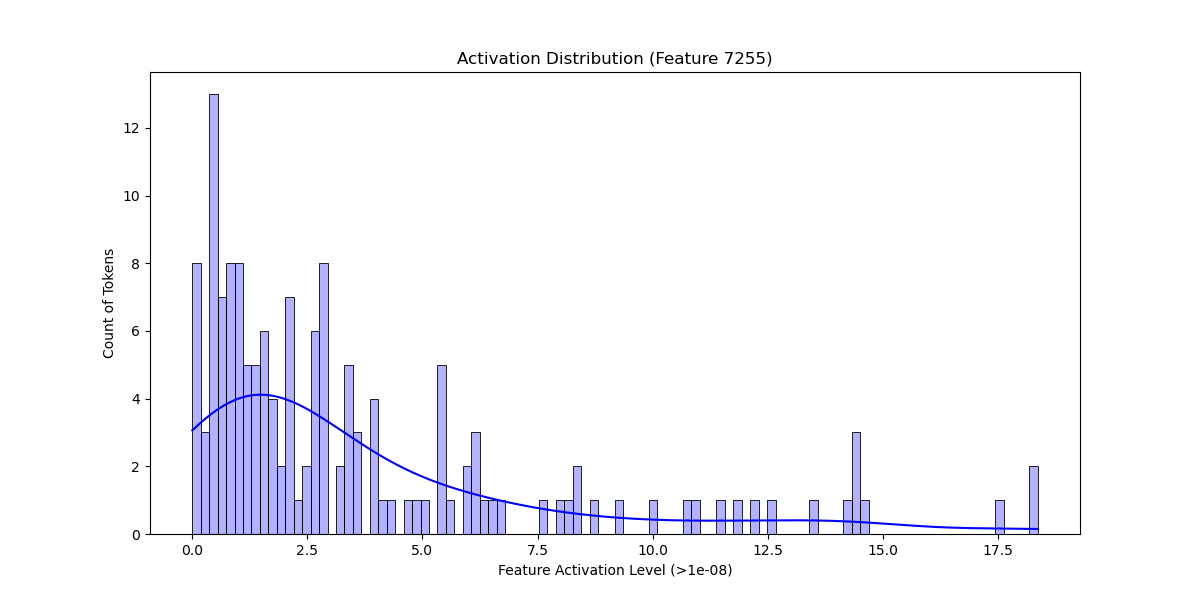 Activation Distribution (Feature 7255)
Count of Tokens
12
10
8
6
4
2
0
0.0 2.5 5.0 7.5 10.0 12.5 15.0 17.5
Feature Activation Level (>1e-08)